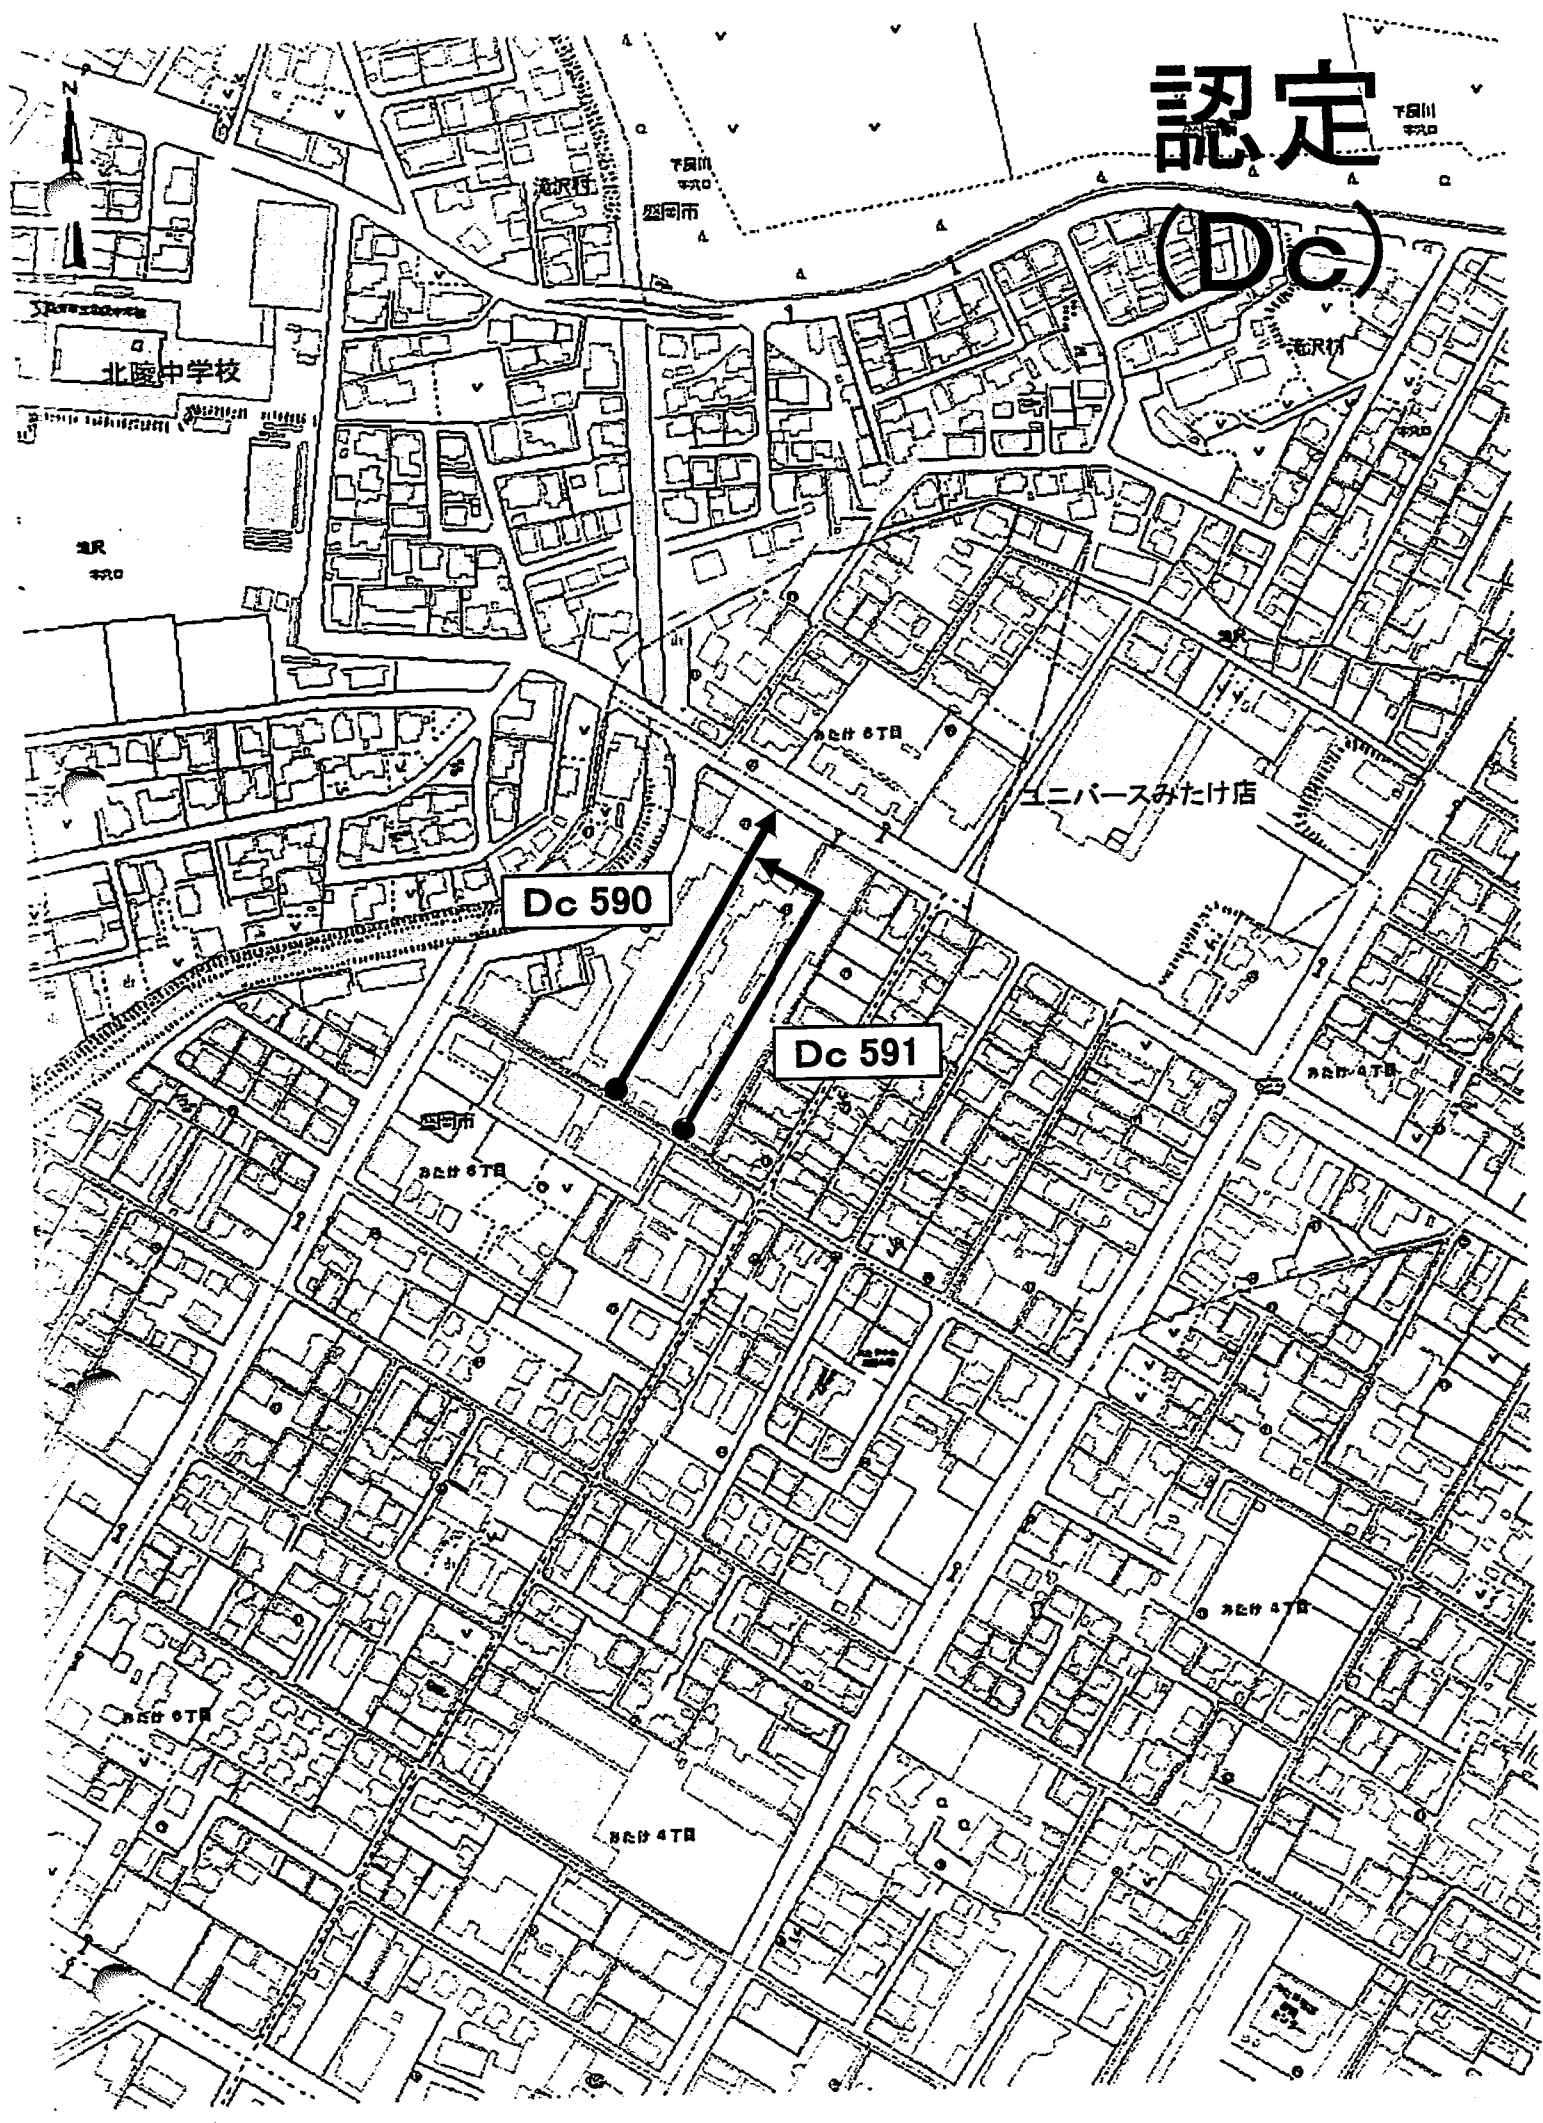 認定
(Dc)
N
滝沢村
盛岡市
滝沢村
北陵中学校
滝沢
みたけ 6丁目
ユニバースみたけ店
Dc 590
Dc 591
みたけ 4丁目
盛岡市
みたけ 6丁目
みたけ 4丁目
みたけ 6丁目
みたけ 4丁目